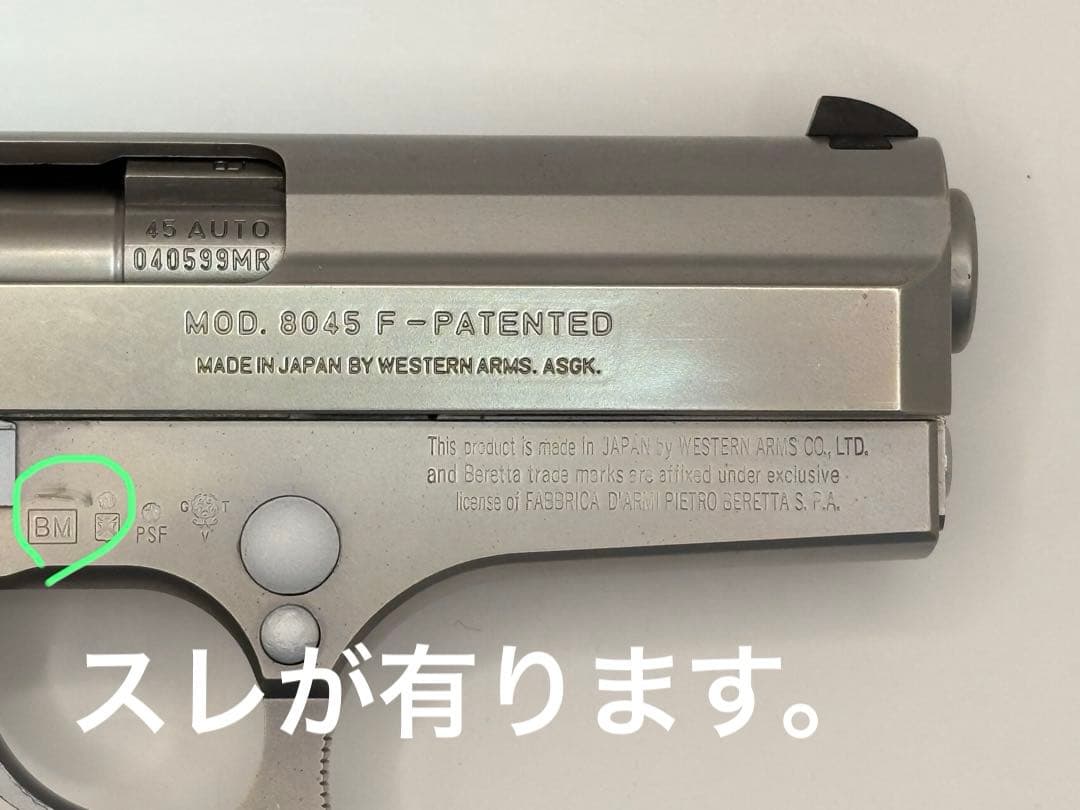 45 AUTO
040599MR
MOD. 8045 F-PATENTED
MADE IN JAPAN BY WESTERN ARMS. ASGK.
This product is made in JAPAN by WESTERN ARMS CO., LTD.
and Beretta trade marks are affixed under exclusive
license of FABBRICA D'ARMI PIETRO BERETTA S. P.A.
BM PSF G T V
スレが有ります。